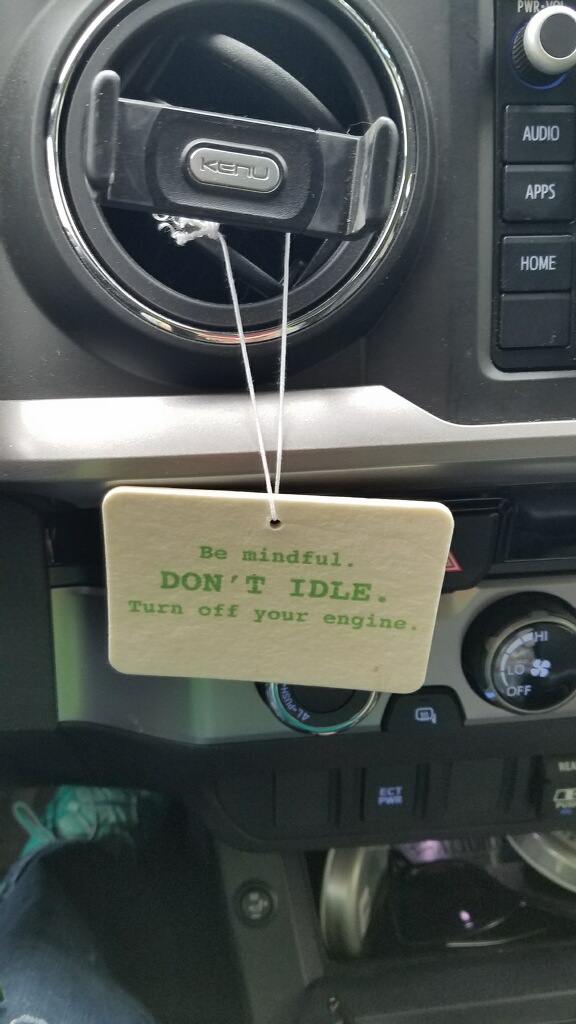 PWR·VOL
KENU
AUDIO
APPS
HOME
Be mindful.
DON'T IDLE.
Turn off your engine.
HI
LO
OFF
ECT
PWR